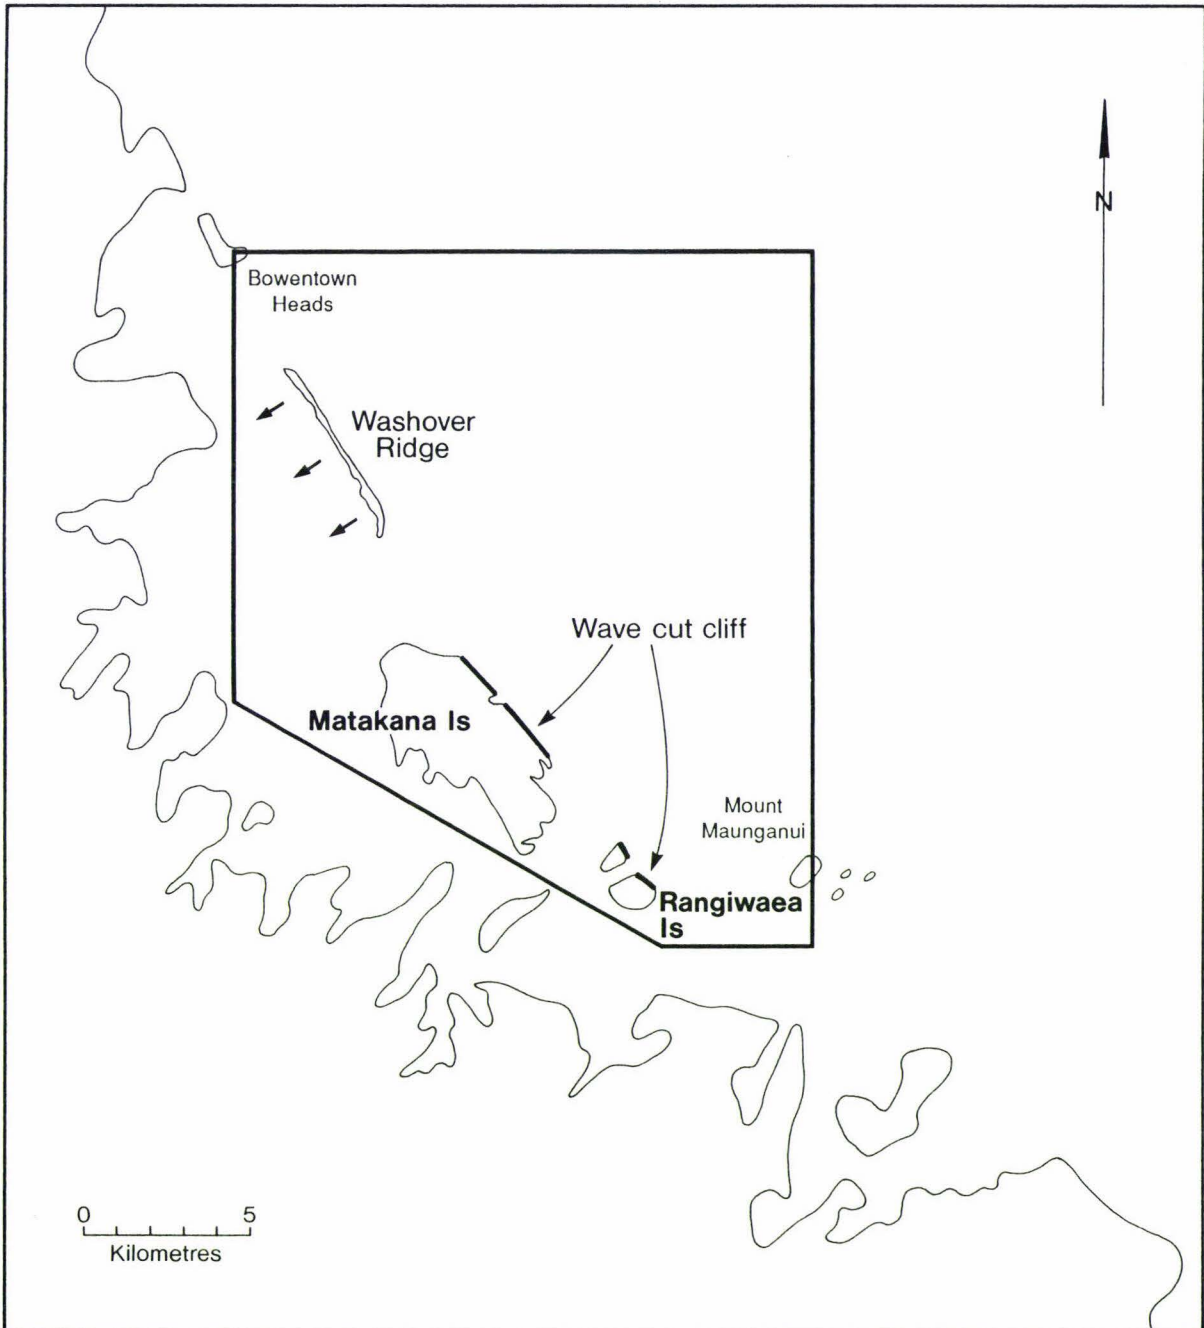 N
Bowentown
Heads
Washover
Ridge
Wave cut cliff
Matakana Is
Mount
Maunganui
Rangiwaea
Is
0 5
Kilometres